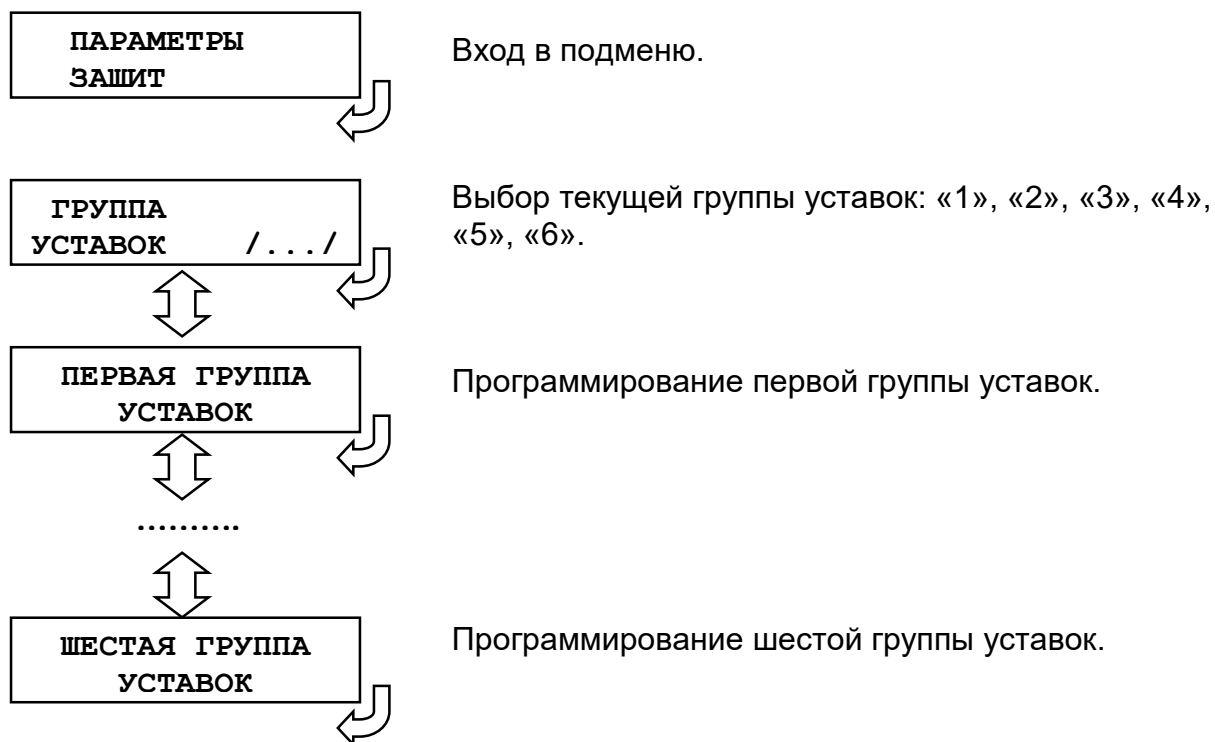 ПАРАМЕТРЫ
ЗАШИТ
Вход в подменю.
ГРУППА
УСТАВОК /.../
Выбор текущей группы уставок: «1», «2», «3», «4»,
«5», «6».
ПЕРВАЯ ГРУППА
УСТАВОК
Программирование первой группы уставок.
..........
ШЕСТАЯ ГРУППА
УСТАВОК
Программирование шестой группы уставок.